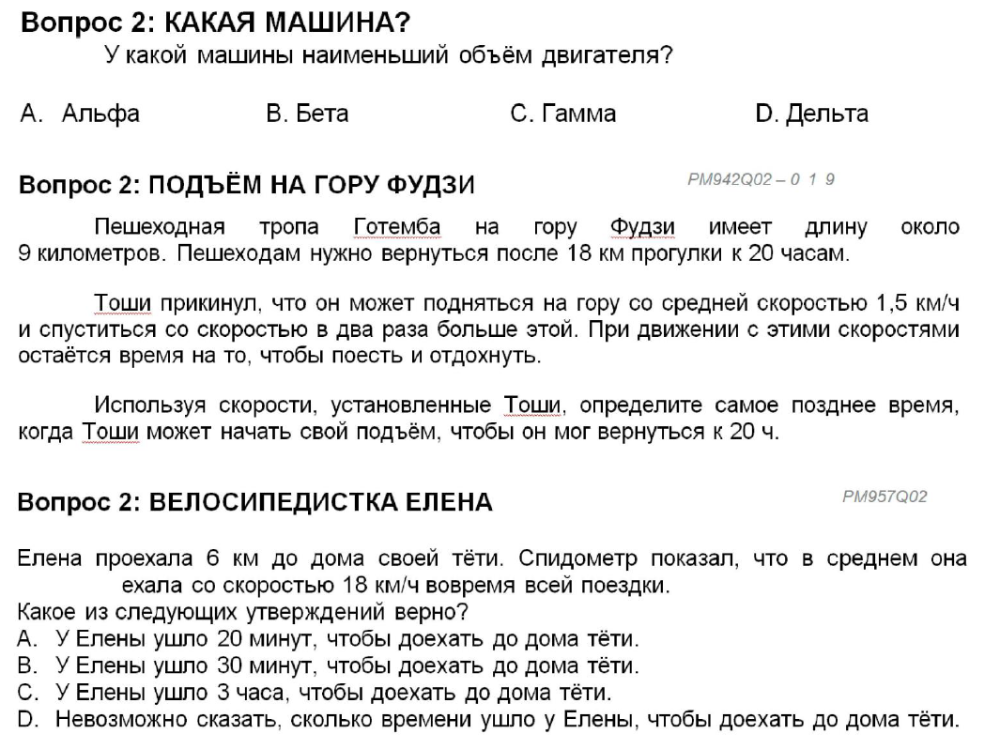 Вопрос 2: КАКАЯ МАШИНА?
У какой машины наименьший объём двигателя?
A. Альфа B. Бета C. Гамма D. Дельта
Вопрос 2: ПОДЪЁМ НА ГОРУ ФУДЗИ PM942Q02 – 0 1 9
Пешеходная тропа Готемба на гору Фудзи имеет длину около
9 километров. Пешеходам нужно вернуться после 18 км прогулки к 20 часам.
Тоши прикинул, что он может подняться на гору со средней скоростью 1,5 км/ч
и спуститься со скоростью в два раза больше этой. При движении с этими скоростями
остаётся время на то, чтобы поесть и отдохнуть.
Используя скорости, установленные Тоши, определите самое позднее время,
когда Тоши может начать свой подъём, чтобы он мог вернуться к 20 ч.
Вопрос 2: ВЕЛОСИПЕДИСТКА ЕЛЕНА PM957Q02
Елена проехала 6 км до дома своей тёти. Спидометр показал, что в среднем она
ехала со скоростью 18 км/ч вовремя всей поездки.
Какое из следующих утверждений верно?
A. У Елены ушло 20 минут, чтобы доехать до дома тёти.
B. У Елены ушло 30 минут, чтобы доехать до дома тёти.
C. У Елены ушло 3 часа, чтобы доехать до дома тёти.
D. Невозможно сказать, сколько времени ушло у Елены, чтобы доехать до дома тёти.